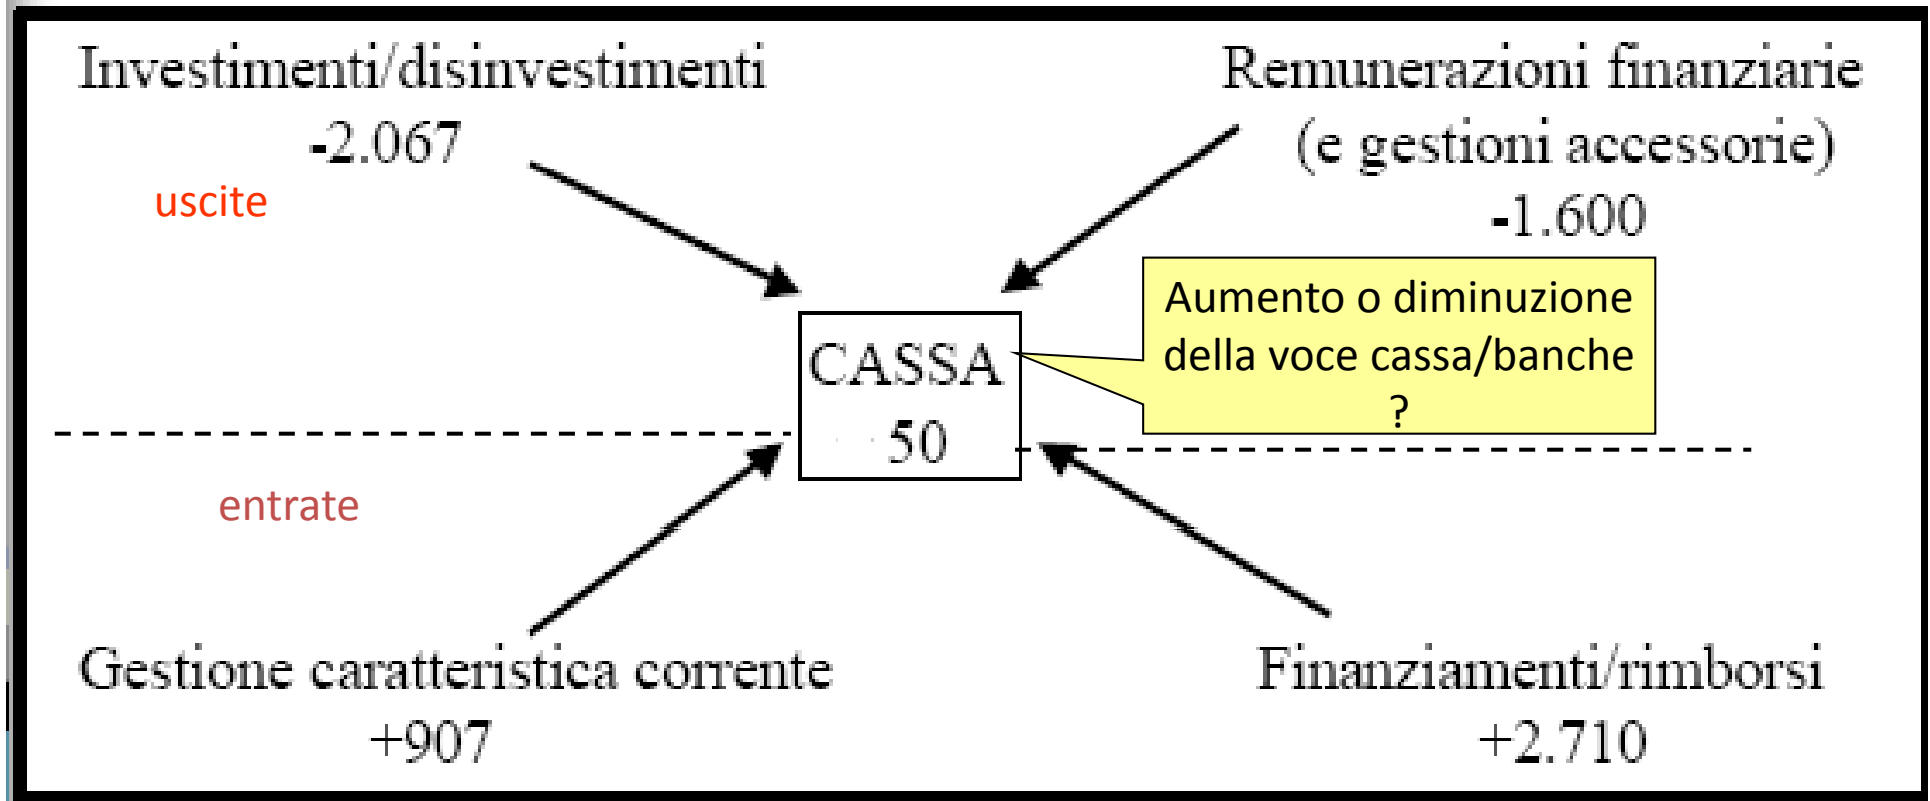 Investimenti/disinvestimenti
-2.067
uscite
Remunerazioni finanziarie
(e gestioni accessorie)
-1.600
Aumento o diminuzione
della voce cassa/banche
?
CASSA
50
entrate
Gestione caratteristica corrente
+907
Finanziamenti/rimborsi
+2.710